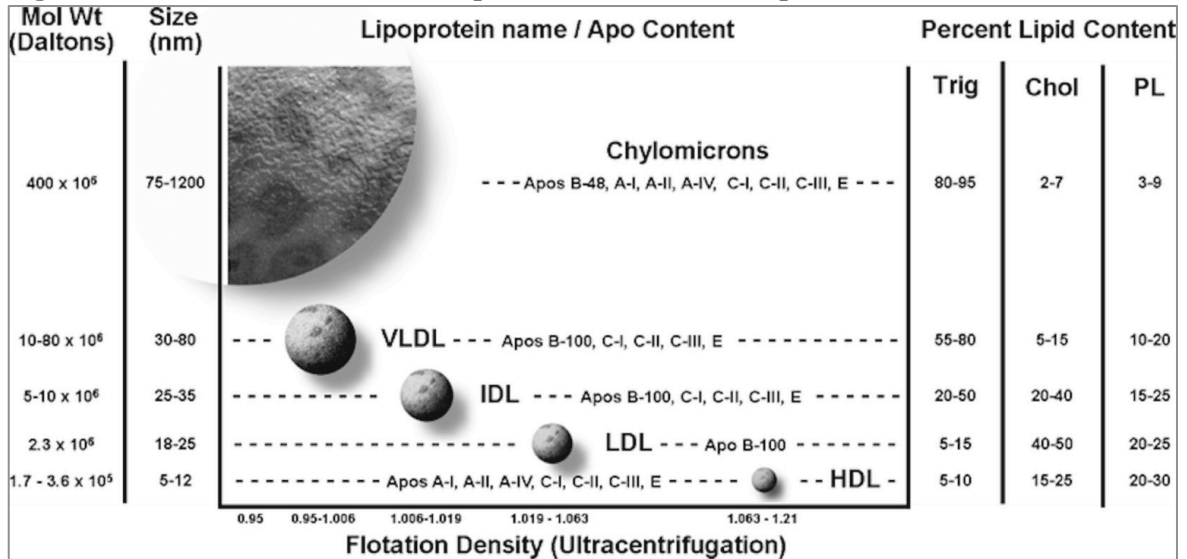 Mol Wt (Daltons) Size (nm) Lipoprotein name / Apo Content Percent Lipid Content
Trig Chol PL
Chylomicrons
400 x 10⁶ 75-1200 - - - Apos B-48, A-I, A-II, A-IV, C-I, C-II, C-III, E - - - 80-95 2-7 3-9
10-80 x 10⁶ 30-80 - - - - VLDL - - - Apos B-100, C-I, C-II, C-III, E - - - - - - - - - - - - 55-80 5-15 10-20
5-10 x 10⁶ 25-35 - - - - - - - - - - IDL - - - - Apos B-100, C-I, C-II, C-III, E - - - - - - 20-50 20-40 15-25
2.3 x 10⁶ 18-25 - - - - - - - - - - - - - - - - - - - LDL - - - Apo B-100 - - - - - - - - 5-15 40-50 20-25
1.7 - 3.6 x 10⁵ 5-12 - - - - - - - - - - Apos A-I, A-II, A-IV, C-I, C-II, C-III, E - - - - - HDL - 5-10 15-25 20-30
0.95 0.95-1.006 1.006-1.019 1.019 - 1.063 1.063 - 1.21
Flotation Density (Ultracentrifugation)